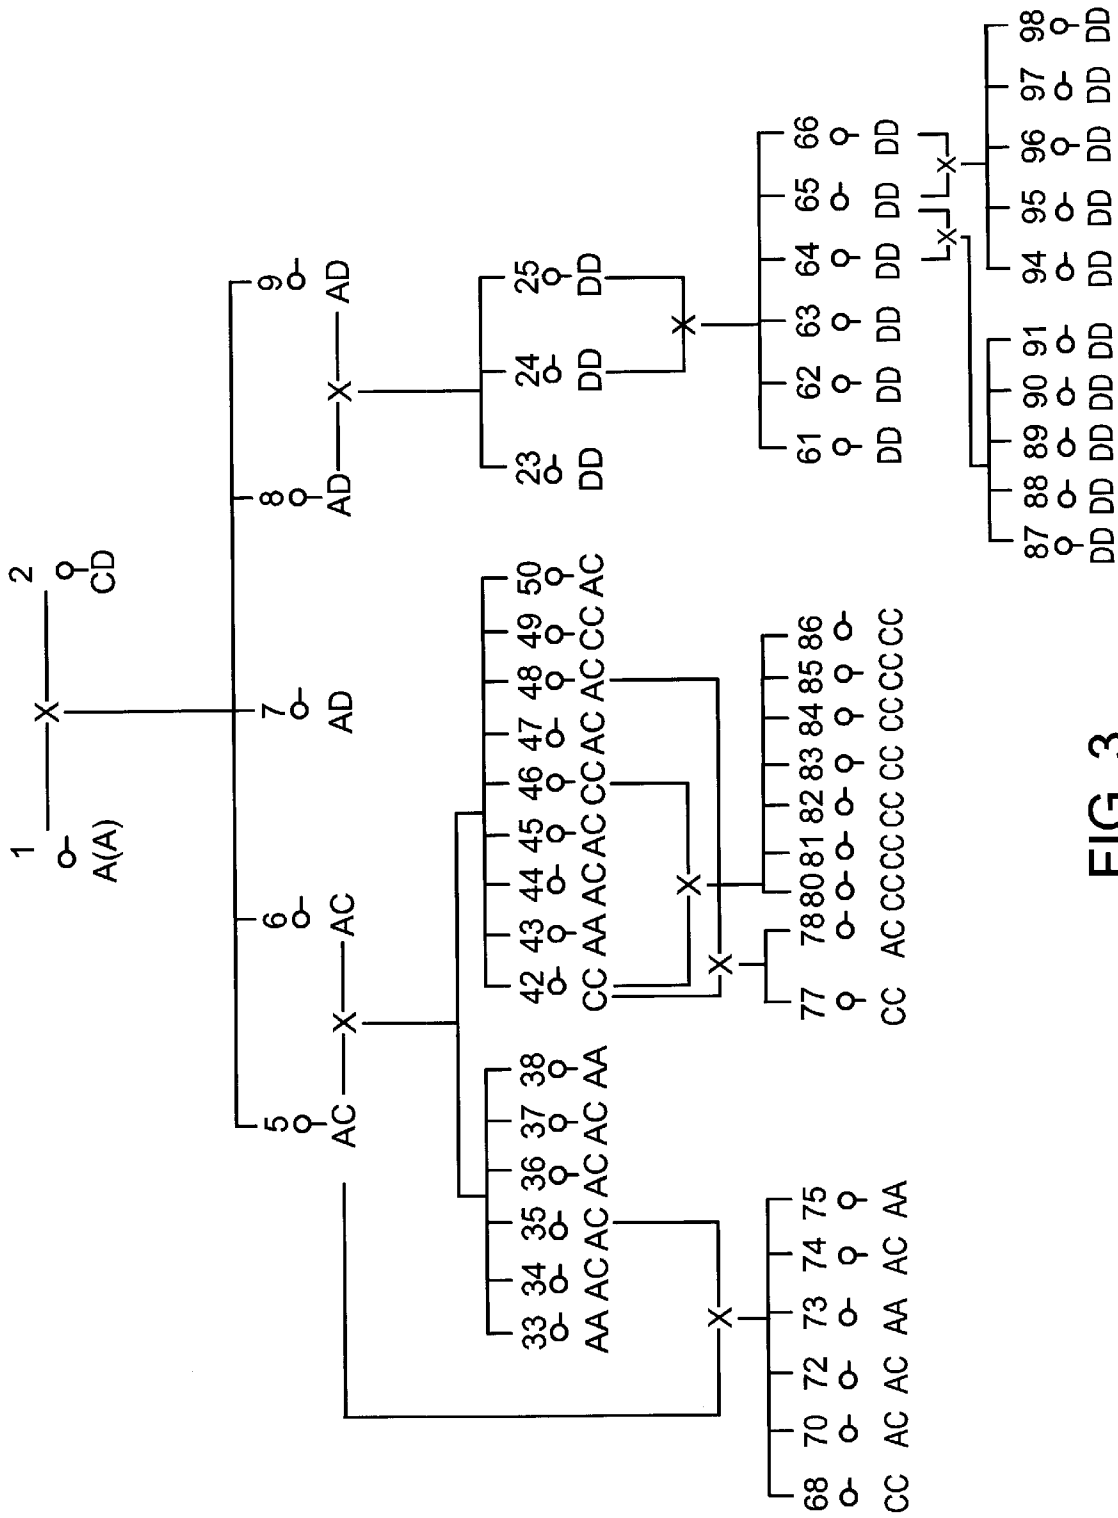 1 2
A(A) CD
5 6 7 8 9
AC X AC AD AD X AD
33 34 35 36 37 38 42 43 44 45 46 47 48 49 50 23 24 25
AA AC AC AC AC AA CC AA AC AC CC AC AC CC AC DD DD DD
X X X X
68 70 72 73 74 75 77 78 80 81 82 83 84 85 86 61 62 63 64 65 66
CC AC AC AA AC AA CC AC CC CC CC CC CC CC CC DD DD DD DD DD DD
X X
87 88 89 90 91 94 95 96 97 98
DD DD DD DD DD DD DD DD DD DD
FIG. 3